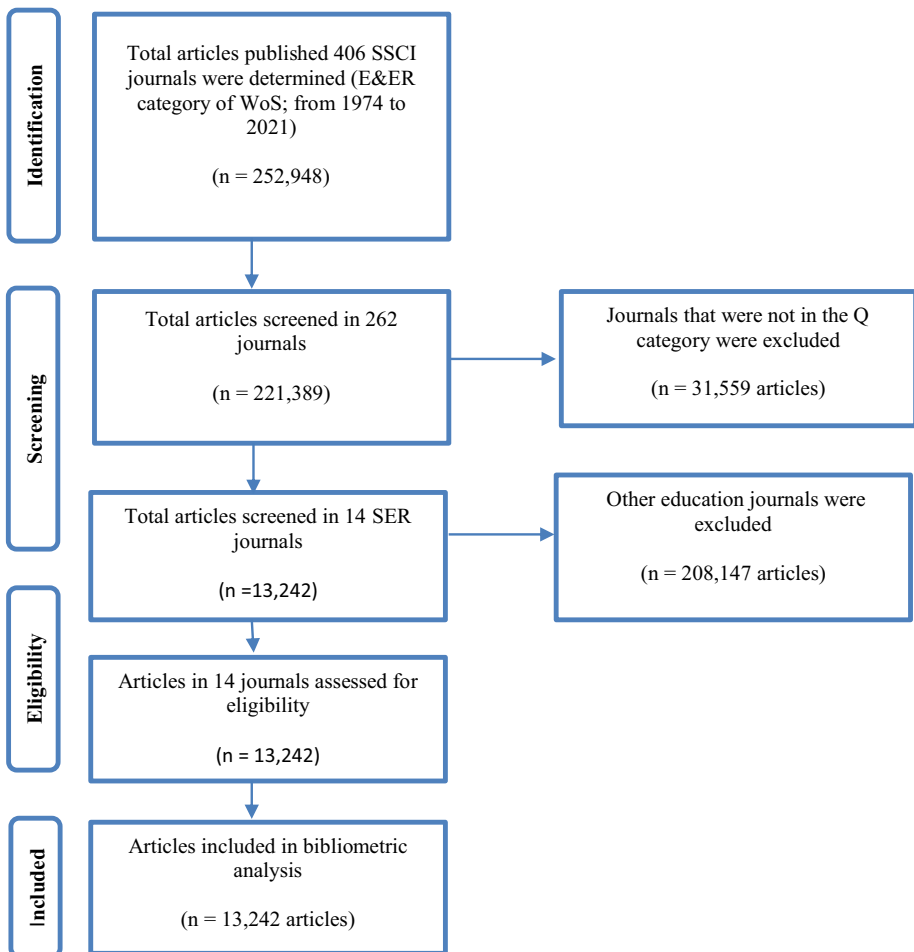 Identification
Total articles published 406 SSCI
journals were determined (E&ER
category of WoS; from 1974 to
2021)
(n = 252,948)
Screening
Total articles screened in 262
journals
(n = 221,389)
Journals that were not in the Q
category were excluded
(n = 31,559 articles)
Total articles screened in 14 SER
journals
(n =13,242)
Other education journals were
excluded
(n = 208,147 articles)
Eligibility
Articles in 14 journals assessed for
eligibility
(n = 13,242)
Included
Articles included in bibliometric
analysis
(n = 13,242 articles)